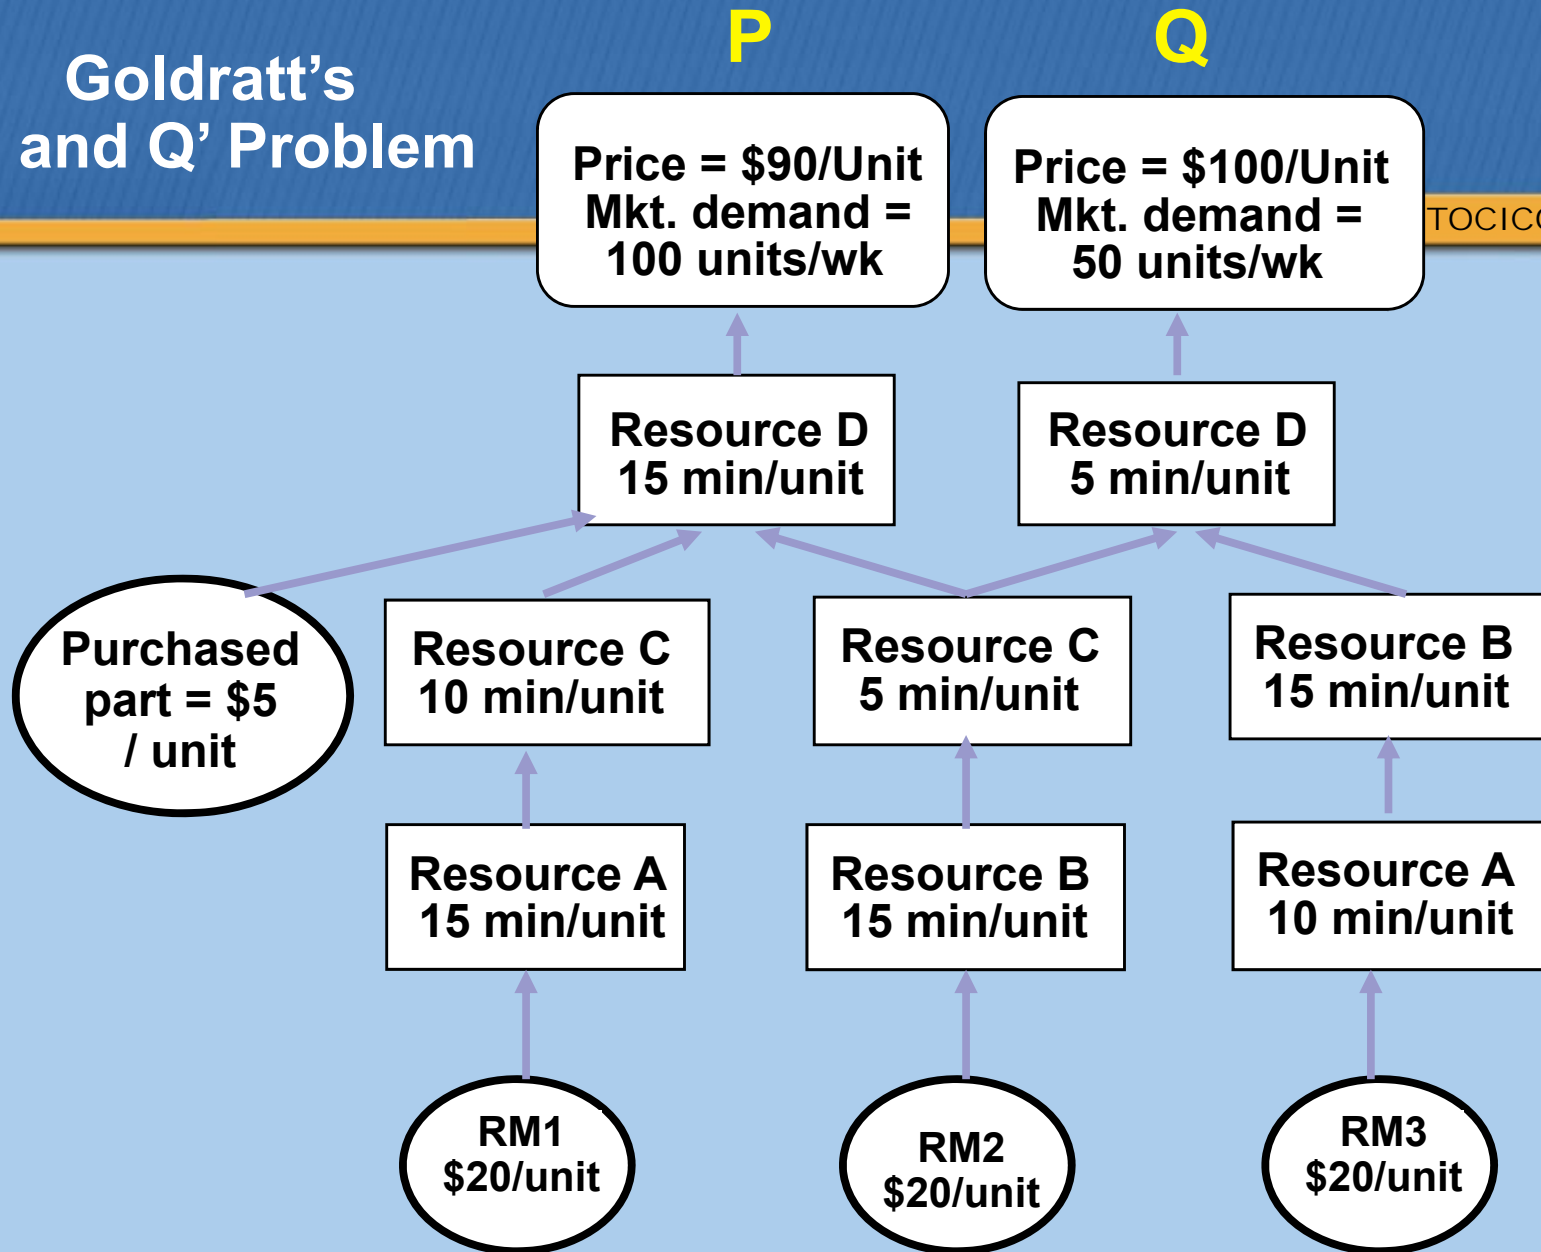 Goldratt’s
and Q’ Problem
P
Q
Price = $90/Unit
Mkt. demand =
100 units/wk
Price = $100/Unit
Mkt. demand =
50 units/wk
TOCICO
Resource D
15 min/unit
Resource D
5 min/unit
Purchased
part = $5
/ unit
Resource C
10 min/unit
Resource C
5 min/unit
Resource B
15 min/unit
Resource A
15 min/unit
Resource B
15 min/unit
Resource A
10 min/unit
RM1
$20/unit
RM2
$20/unit
RM3
$20/unit